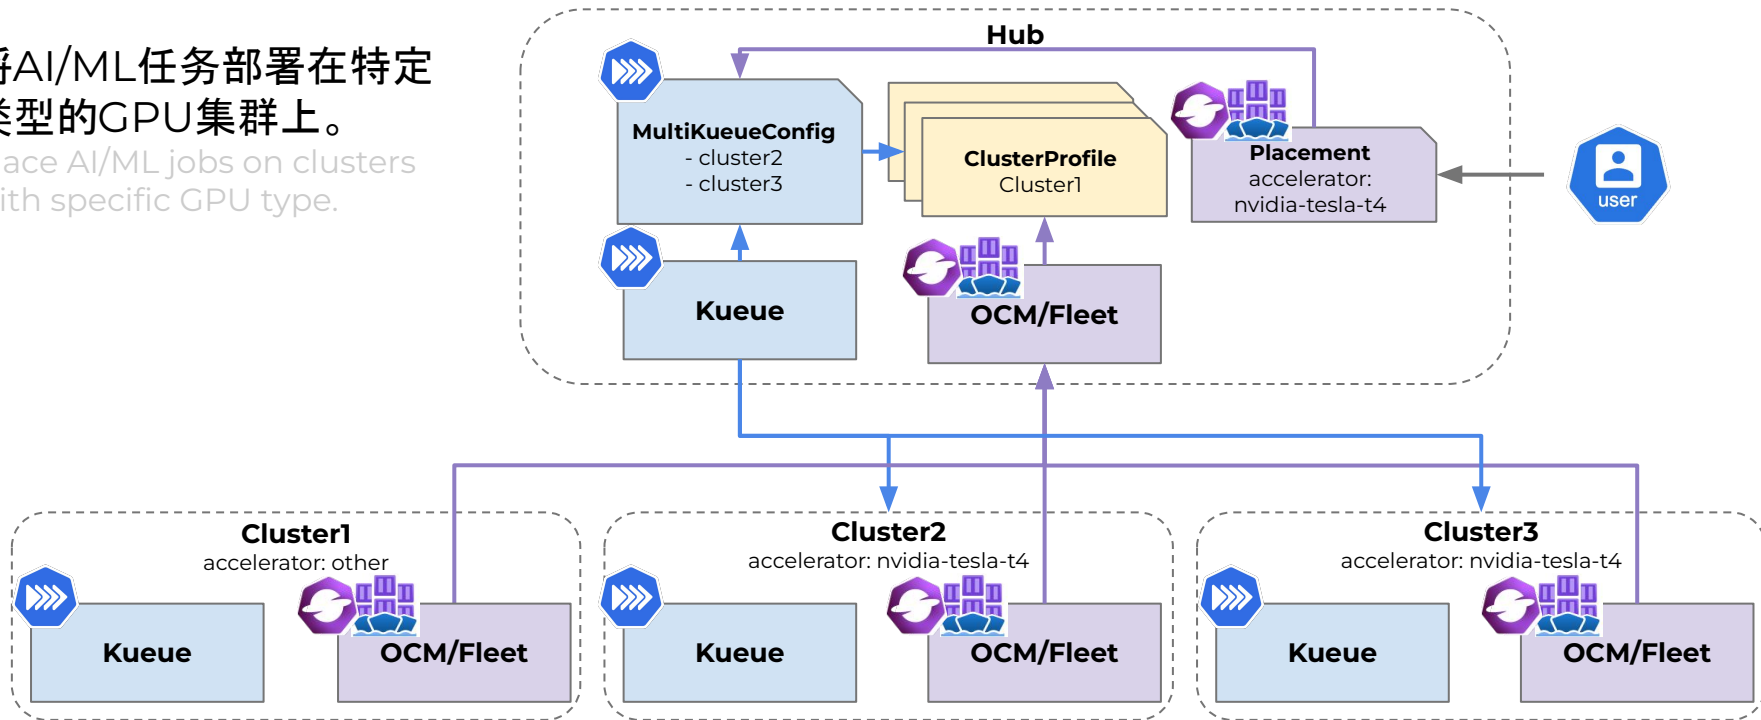 AI/ML任务部署在特定
类型的GPU集群上。
ace AI/ML jobs on clusters
ith specific GPU type.
Hub
MultiKueueConfig
- cluster2
- cluster3
ClusterProfile
Cluster1
Placement
accelerator:
nvidia-tesla-t4
user
Kueue
OCM/Fleet
Cluster1
accelerator: other
Kueue
OCM/Fleet
Cluster2
accelerator: nvidia-tesla-t4
Kueue
OCM/Fleet
Cluster3
accelerator: nvidia-tesla-t4
Kueue
OCM/Fleet